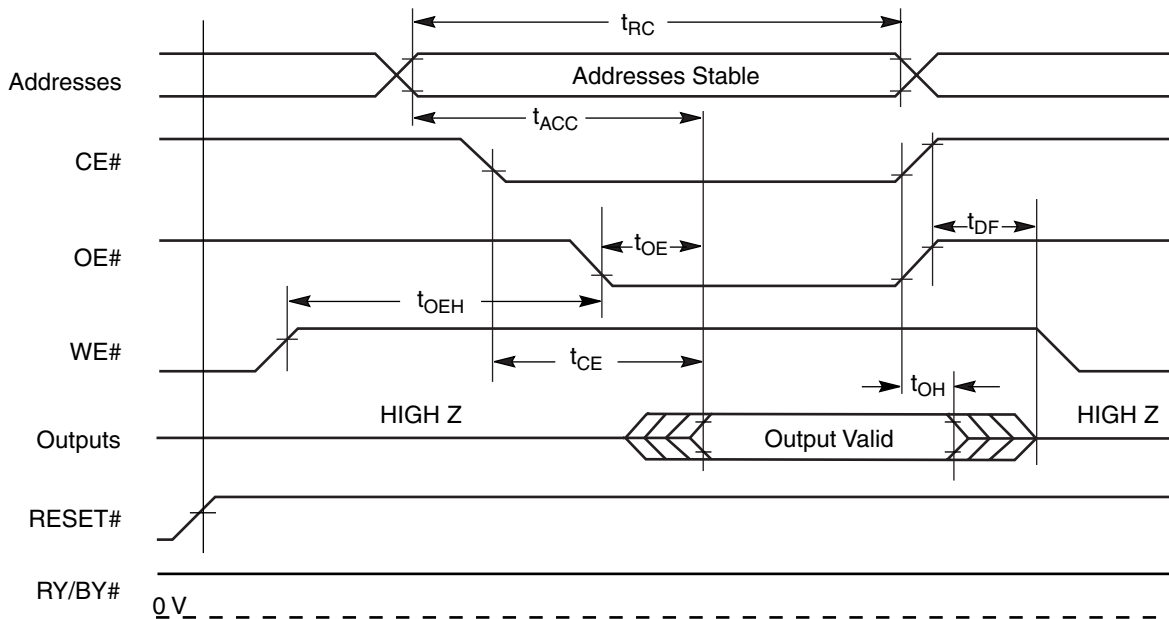 tRC
Addresses
Addresses Stable
tACC
CE#
tDF
OE#
tOE
tOEH
WE#
tCE
tOH
HIGH Z
HIGH Z
Outputs
Output Valid
RESET#
RY/BY#
0 V